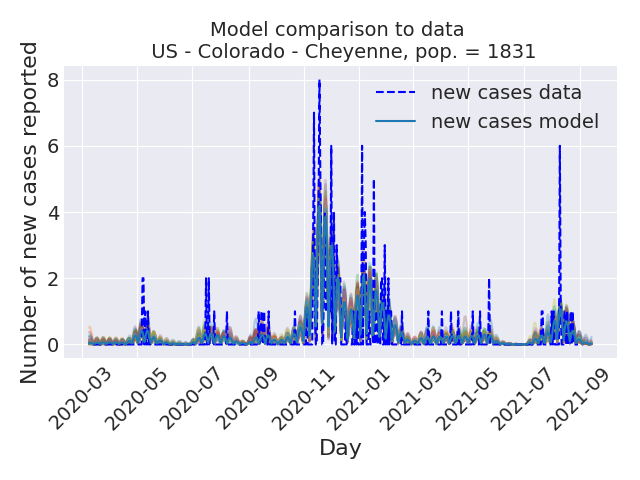 Model comparison to data
US - Colorado - Cheyenne, pop. = 1831
Number of new cases reported
8
6
4
2
0
new cases data
new cases model
2020-03
2020-05
2020-07
2020-09
2020-11
2021-01
2021-03
2021-05
2021-07
2021-09
Day